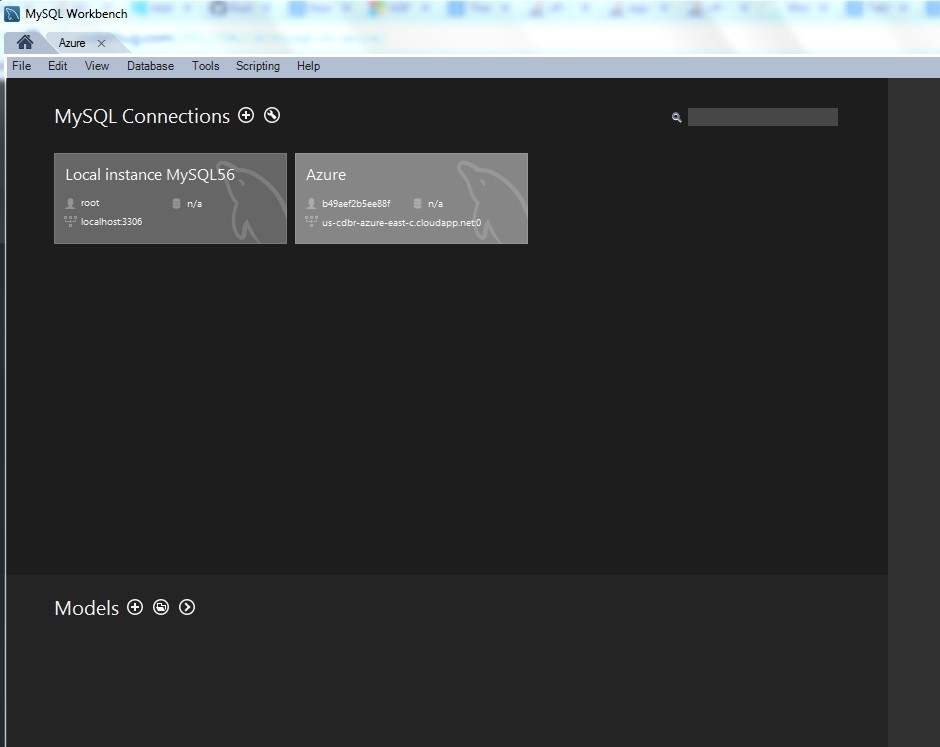 MySQL Workbench
Azure
File Edit View Database Tools Scripting Help
MySQL Connections
Local instance MySQL56
root n/a
localhost:3306
Azure
b49aef2b5ee88f n/a
us-cdbr-azure-east-c.cloudapp.net:0
Models